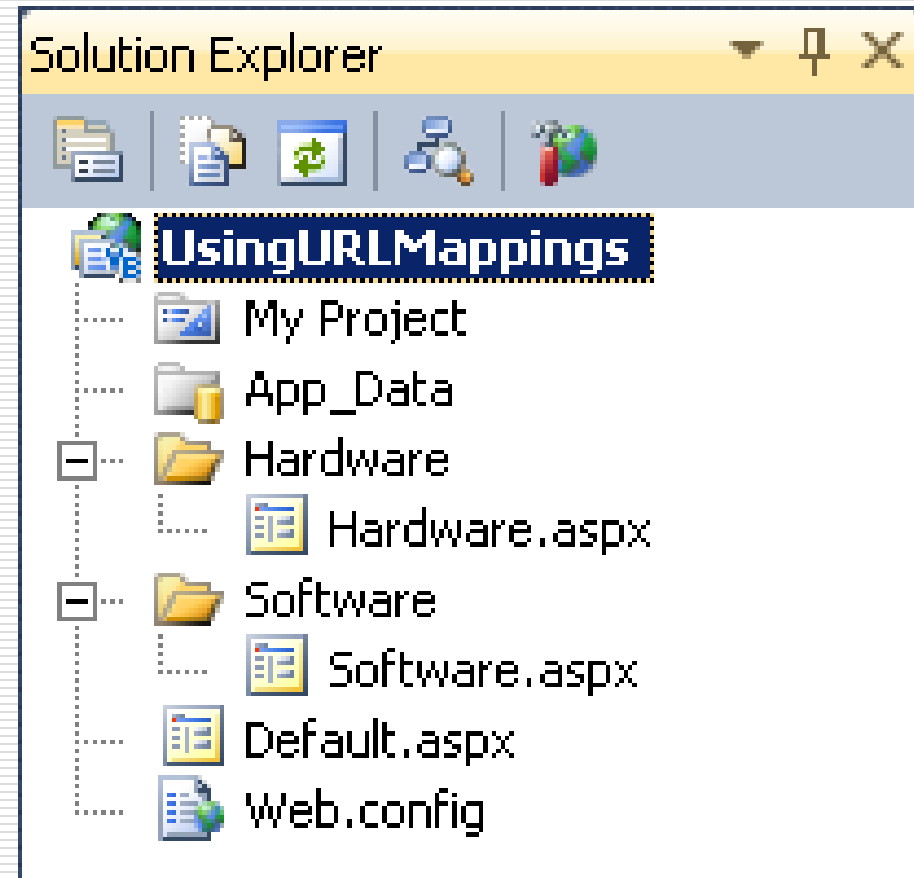 Solution Explorer
UsingURLMappings
My Project
App_Data
Hardware
Hardware.aspx
Software
Software.aspx
Default.aspx
Web.config